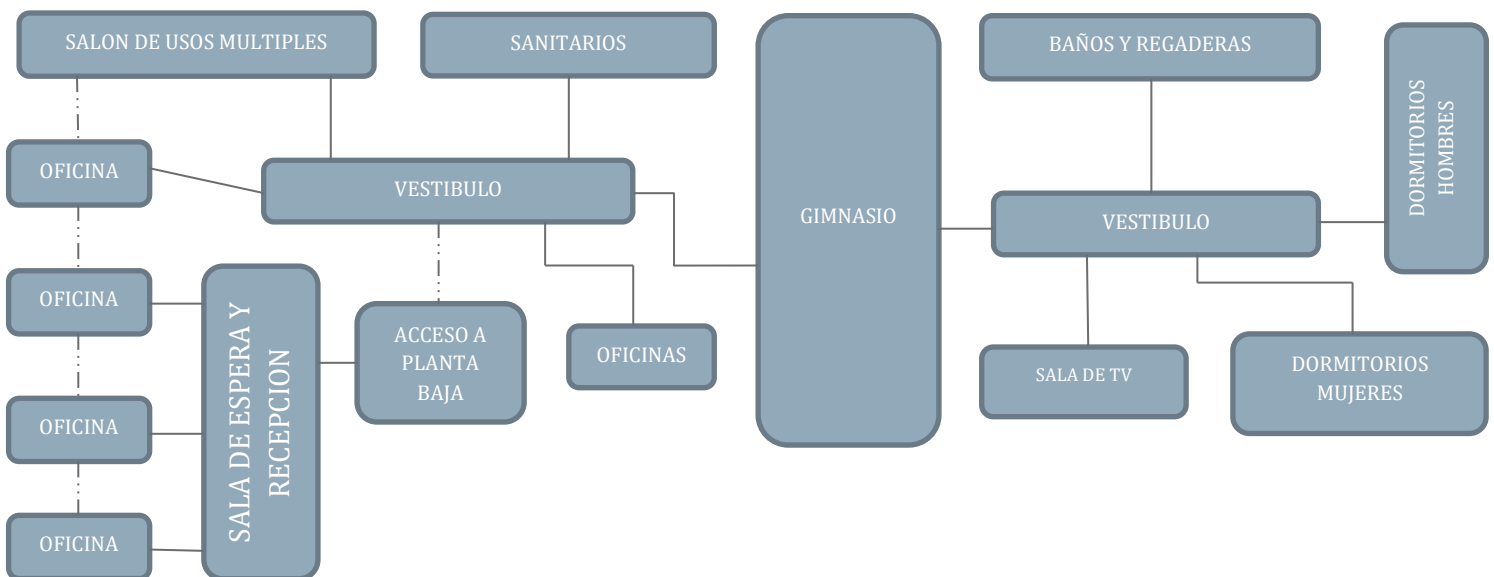 SALON DE USOS MULTIPLES
SANITARIOS
BAÑOS Y REGADERAS
DORMITORIOS
HOMBRES
OFICINA
VESTIBULO
GIMNASIO
VESTIBULO
OFICINA
SALA DE ESPERA Y
RECEPCION
ACCESO A
PLANTA
BAJA
OFICINAS
SALA DE TV
DORMITORIOS
MUJERES
OFICINA
OFICINA